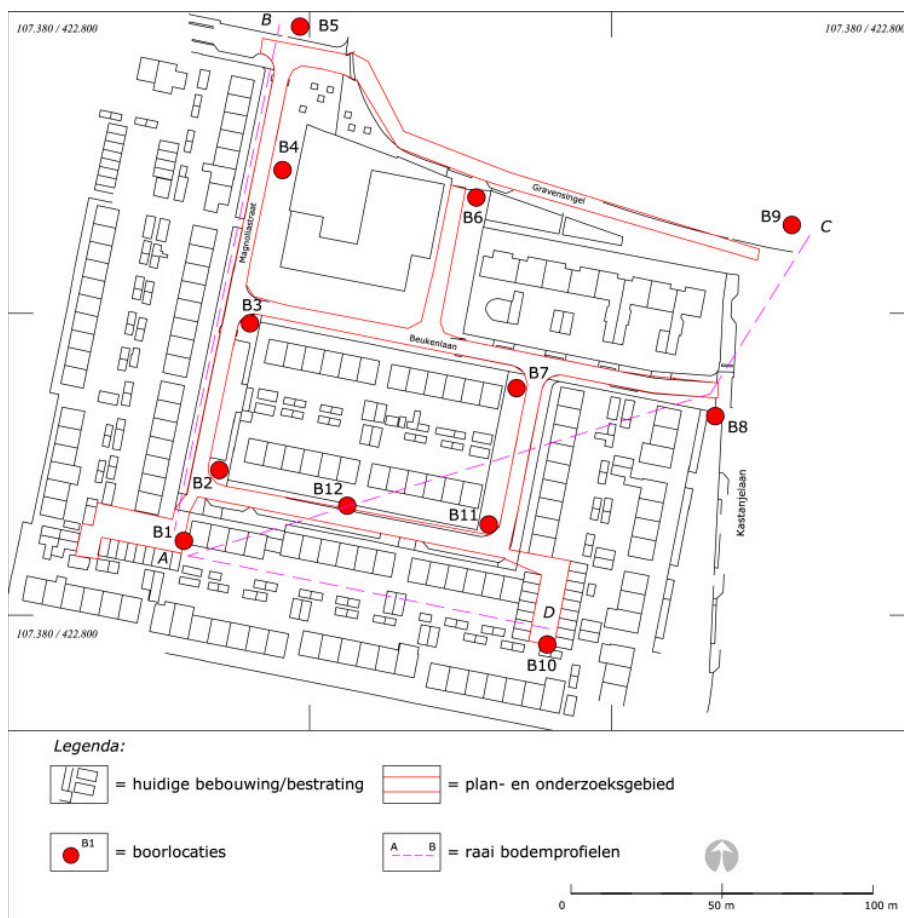 107.380 / 422.800
107.380 / 422.800
B
B5
B4
Gravensingel
B6
B9
C
Magnoliastraat
B3
Beukenlaan
B7
B8
B2
B12
B11
Kastanjelaan
B1
A
107.380 / 422.800
D
B10
Legenda:
= huidige bebouwing/bestrating
= plan- en onderzoeksgebied
B1
= boorlocaties
A B
= raai bodemprofielen
0 50 m 100 m